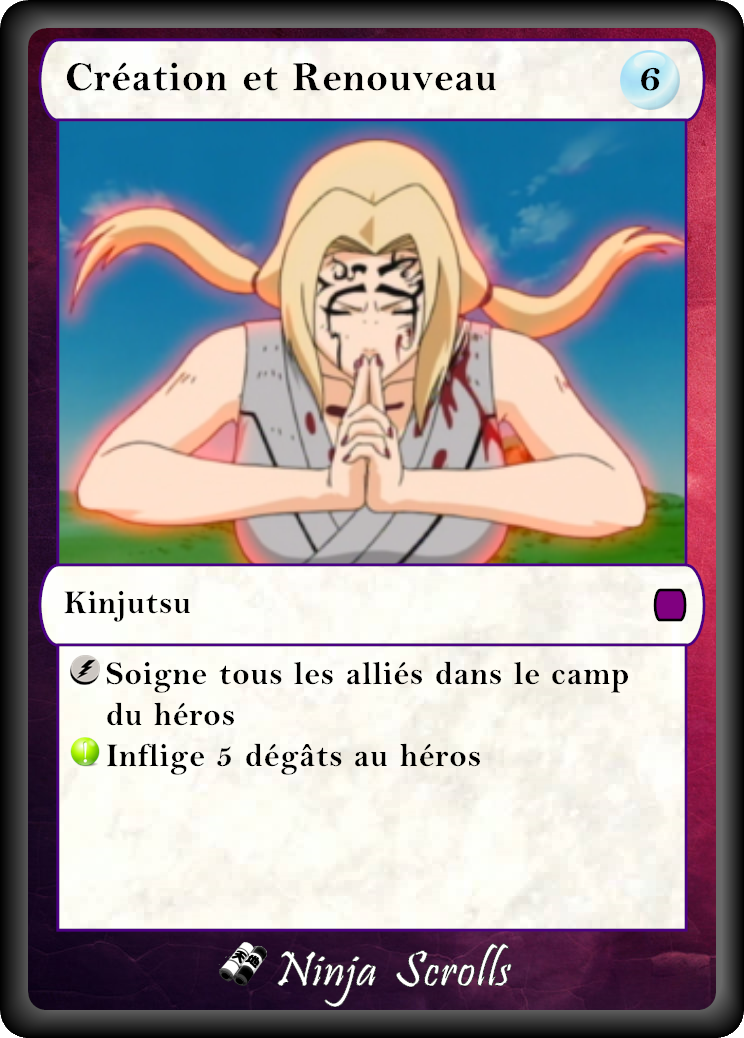 Création et Renouveau
6
Kinjutsu
Soigne tous les alliés dans le camp
du héros
Inflige 5 dégâts au héros
Ninja Scrolls